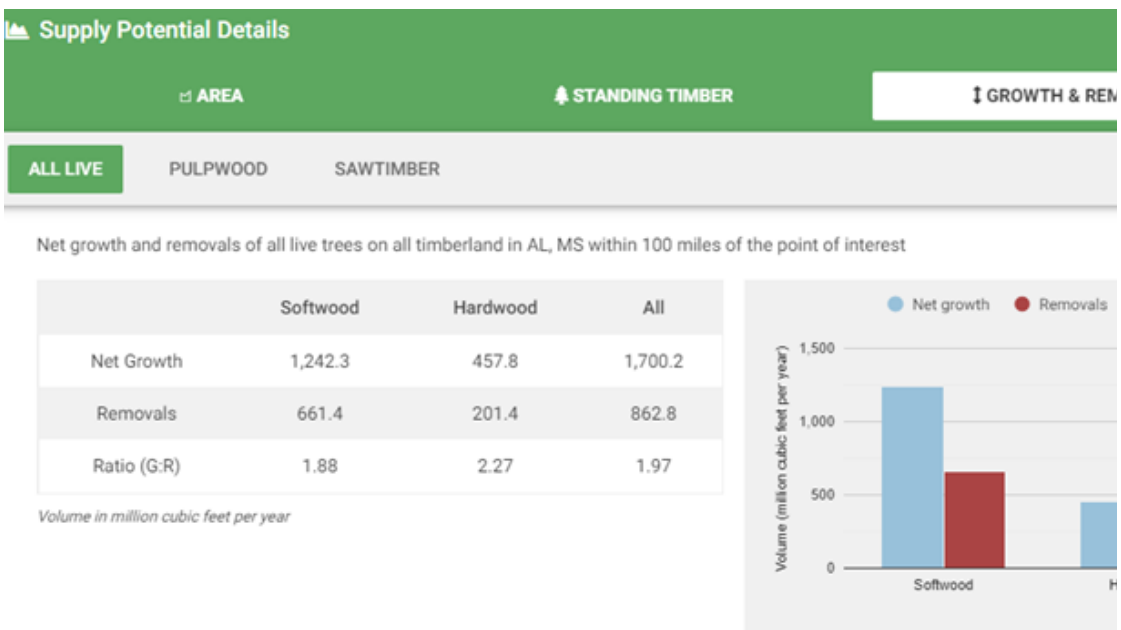 Supply Potential Details
AREA
STANDING TIMBER
GROWTH & REM
ALL LIVE
PULPWOOD
SAWTIMBER
Net growth and removals of all live trees on all timberland in AL, MS within 100 miles of the point of interest
Softwood Hardwood All
Net Growth 1,242.3 457.8 1,700.2
Removals 661.4 201.4 862.8
Ratio (G:R) 1.88 2.27 1.97
Volume in million cubic feet per year
Net growth Removals
Volume (million cubic feet per year)
1,500
1,000
500
0
Softwood H